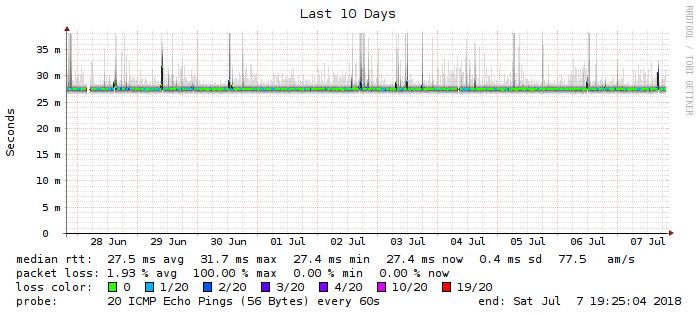 Last 10 Days
RRDTOOL / TOBI OETIKER
Seconds
35 m
30 m
25 m
20 m
15 m
10 m
5 m
0
28 Jun 29 Jun 30 Jun 01 Jul 02 Jul 03 Jul 04 Jul 05 Jul 06 Jul 07 Jul
median rtt: 27.5 ms avg 31.7 ms max 27.4 ms min 27.4 ms now 0.4 ms sd 77.5 am/s
packet loss: 1.93 % avg 100.00 % max 0.00 % min 0.00 % now
loss color: 0 1/20 2/20 3/20 4/20 10/20 19/20
probe: 20 ICMP Echo Pings (56 Bytes) every 60s end: Sat Jul 7 19:25:04 2018